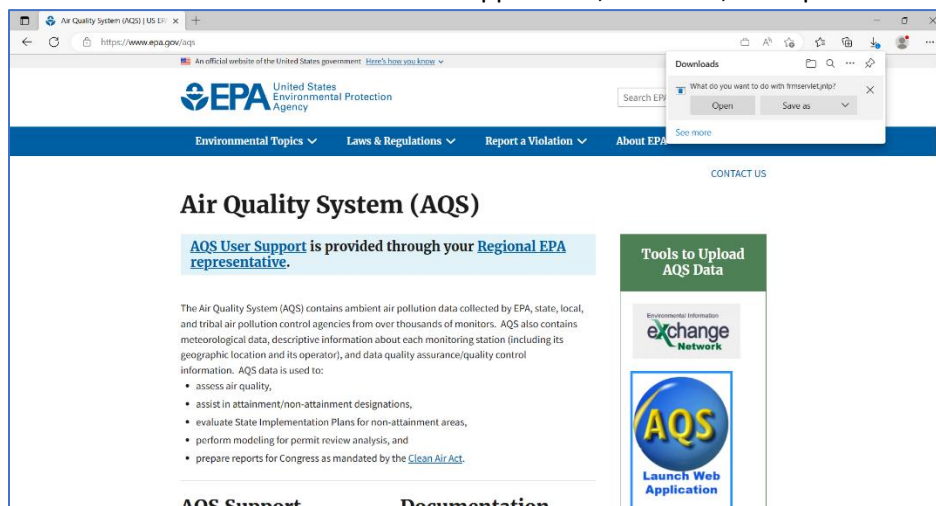 Air Quality System (AQS) | US EP
https://www.epa.gov/aqs
An official website of the United States government Here's how you know
Downloads
What do you want to do with frmservlet.jnlp?
Open
Save as
See more
EPA
United States
Environmental Protection
Agency
Search EPA
Environmental Topics
Laws & Regulations
Report a Violation
About EPA
CONTACT US
Air Quality System (AQS)
AQS User Support is provided through your Regional EPA
representative.
The Air Quality System (AQS) contains ambient air pollution data collected by EPA, state, local,
and tribal air pollution control agencies from over thousands of monitors. AQS also contains
meteorological data, descriptive information about each monitoring station (including its
geographic location and its operator), and data quality assurance/quality control
information. AQS data is used to:
• assess air quality,
• assist in attainment/non-attainment designations,
• evaluate State Implementation Plans for non-attainment areas,
• perform modeling for permit review analysis, and
• prepare reports for Congress as mandated by the Clean Air Act.
AQS Support
Documentation
Tools to Upload
AQS Data
Environmental Information
exchange
Network
AQS
Launch Web
Application